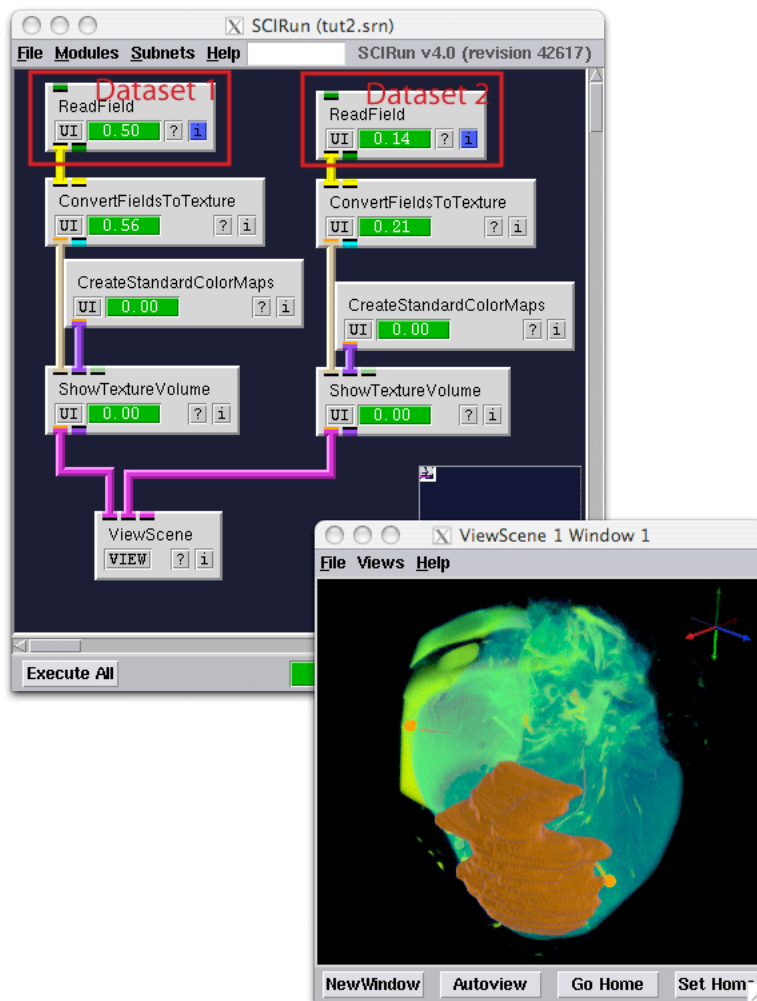 SCIRun (tut2.srn)
File Modules Subnets Help SCIRun v4.0 (revision 42617)
Dataset 1
ReadField
UI 0.50 ? i
Dataset 2
ReadField
UI 0.14 ? i
ConvertFieldsToTexture
UI 0.56 ? i
ConvertFieldsToTexture
UI 0.21 ? i
CreateStandardColorMaps
UI 0.00 ? i
CreateStandardColorMaps
UI 0.00 ? i
ShowTextureVolume
UI 0.00 ? i
ShowTextureVolume
UI 0.00 ? i
ViewScene
VIEW ? i
Execute All
ViewScene 1 Window 1
File Views Help
NewWindow Autoview Go Home Set Hom